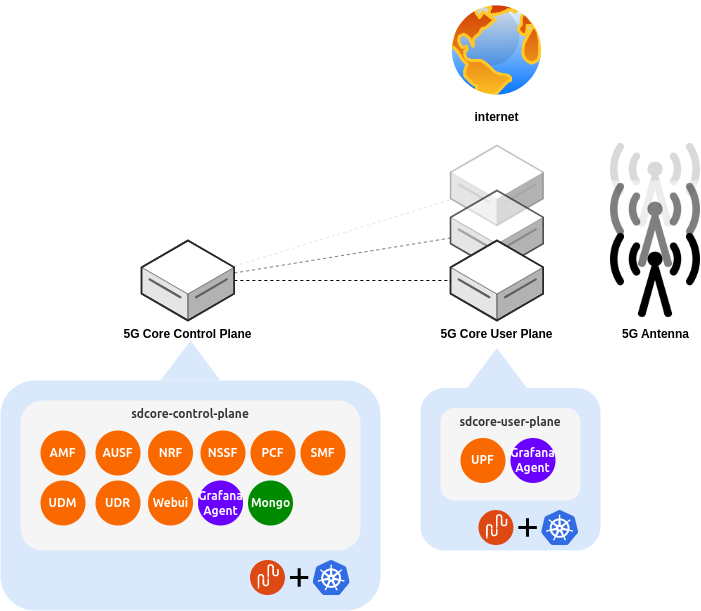 internet
5G Core Control Plane
5G Core User Plane
5G Antenna
sdcore-control-plane
AMF
AUSF
NRF
NSSF
PCF
SMF
UDM
UDR
Webui
Grafana
Agent
Mongo
sdcore-user-plane
UPF
Grafana
Agent